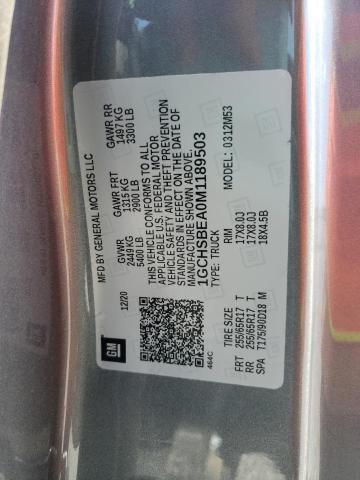 MFD BY GENERAL MOTORS LLC
12/20 GVWR GAWR FRT GAWR RR
2449 KG 1315 KG 1497 KG
5400 LB 2900 LB 3300 LB
THIS VEHICLE CONFORMS TO ALL
APPLICABLE U.S. FEDERAL MOTOR
VEHICLE SAFETY AND THEFT PREVENTION
STANDARDS IN EFFECT ON THE DATE OF
MANUFACTURE SHOWN ABOVE.
1GCHSBEA0M1189503
TYPE: TRUCK MODEL: 0312M53
GM
464C
TIRE SIZE RIM
FRT 255/65R17 T 17X8.0J
RR 255/65R17 T 17X8.0J
SPA T175/90D18 M 18X4.5B